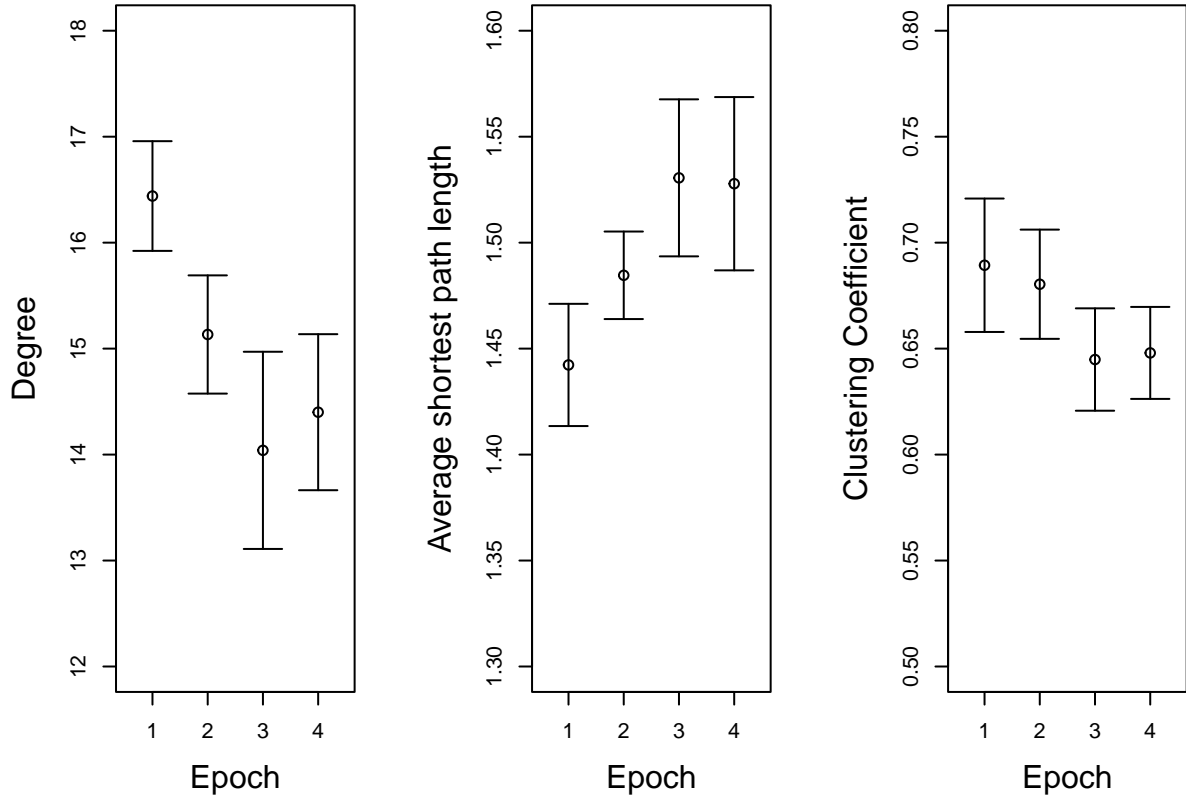 Degree
18
17
16
15
14
13
12
1 2 3 4
Epoch
Average shortest path length
1.60
1.55
1.50
1.45
1.40
1.35
1.30
1 2 3 4
Epoch
Clustering Coefficient
0.80
0.75
0.70
0.65
0.60
0.55
0.50
1 2 3 4
Epoch